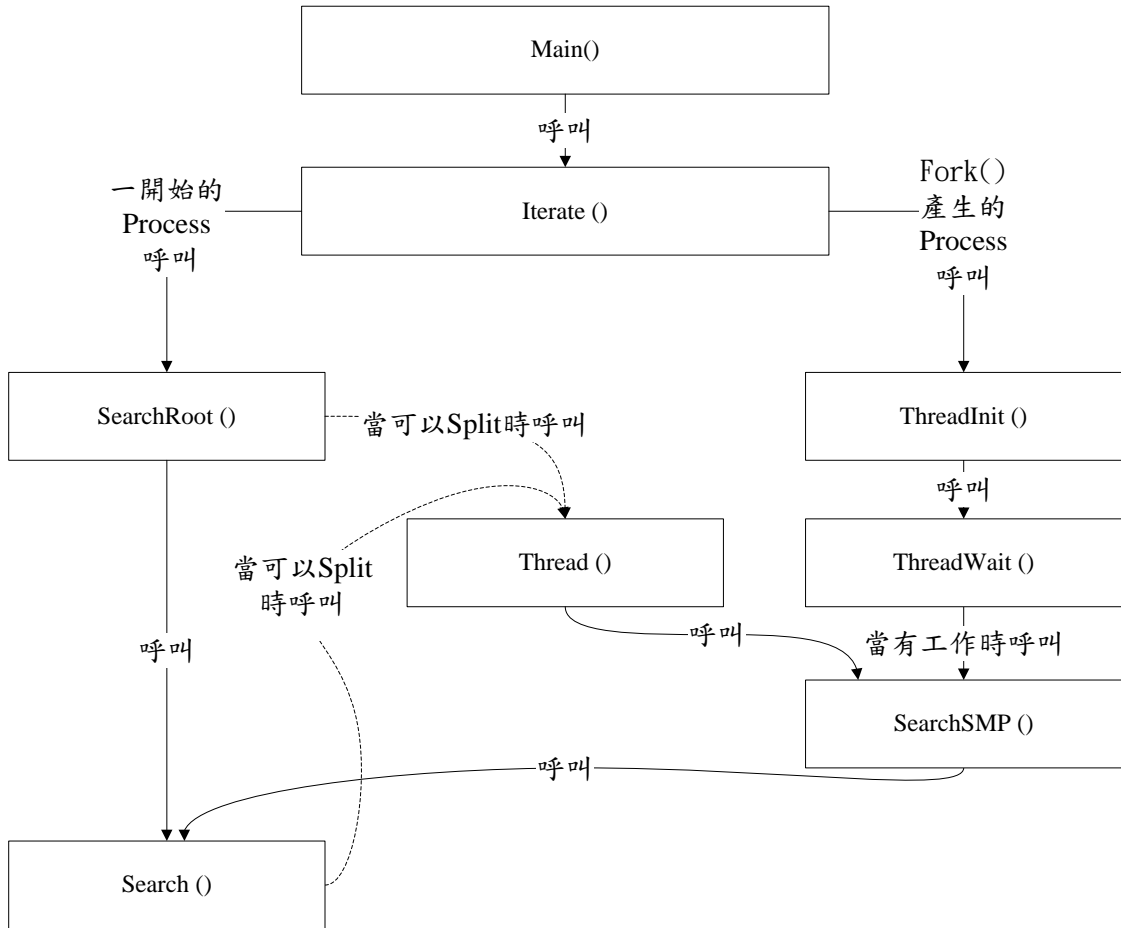 Main()
呼叫
Iterate ()
一開始的
Process
呼叫
Fork()
產生的
Process
呼叫
SearchRoot ()
當可以Split時呼叫
ThreadInit ()
呼叫
Thread ()
ThreadWait ()
當可以Split
時呼叫
呼叫
呼叫
當有工作時呼叫
SearchSMP ()
呼叫
Search ()